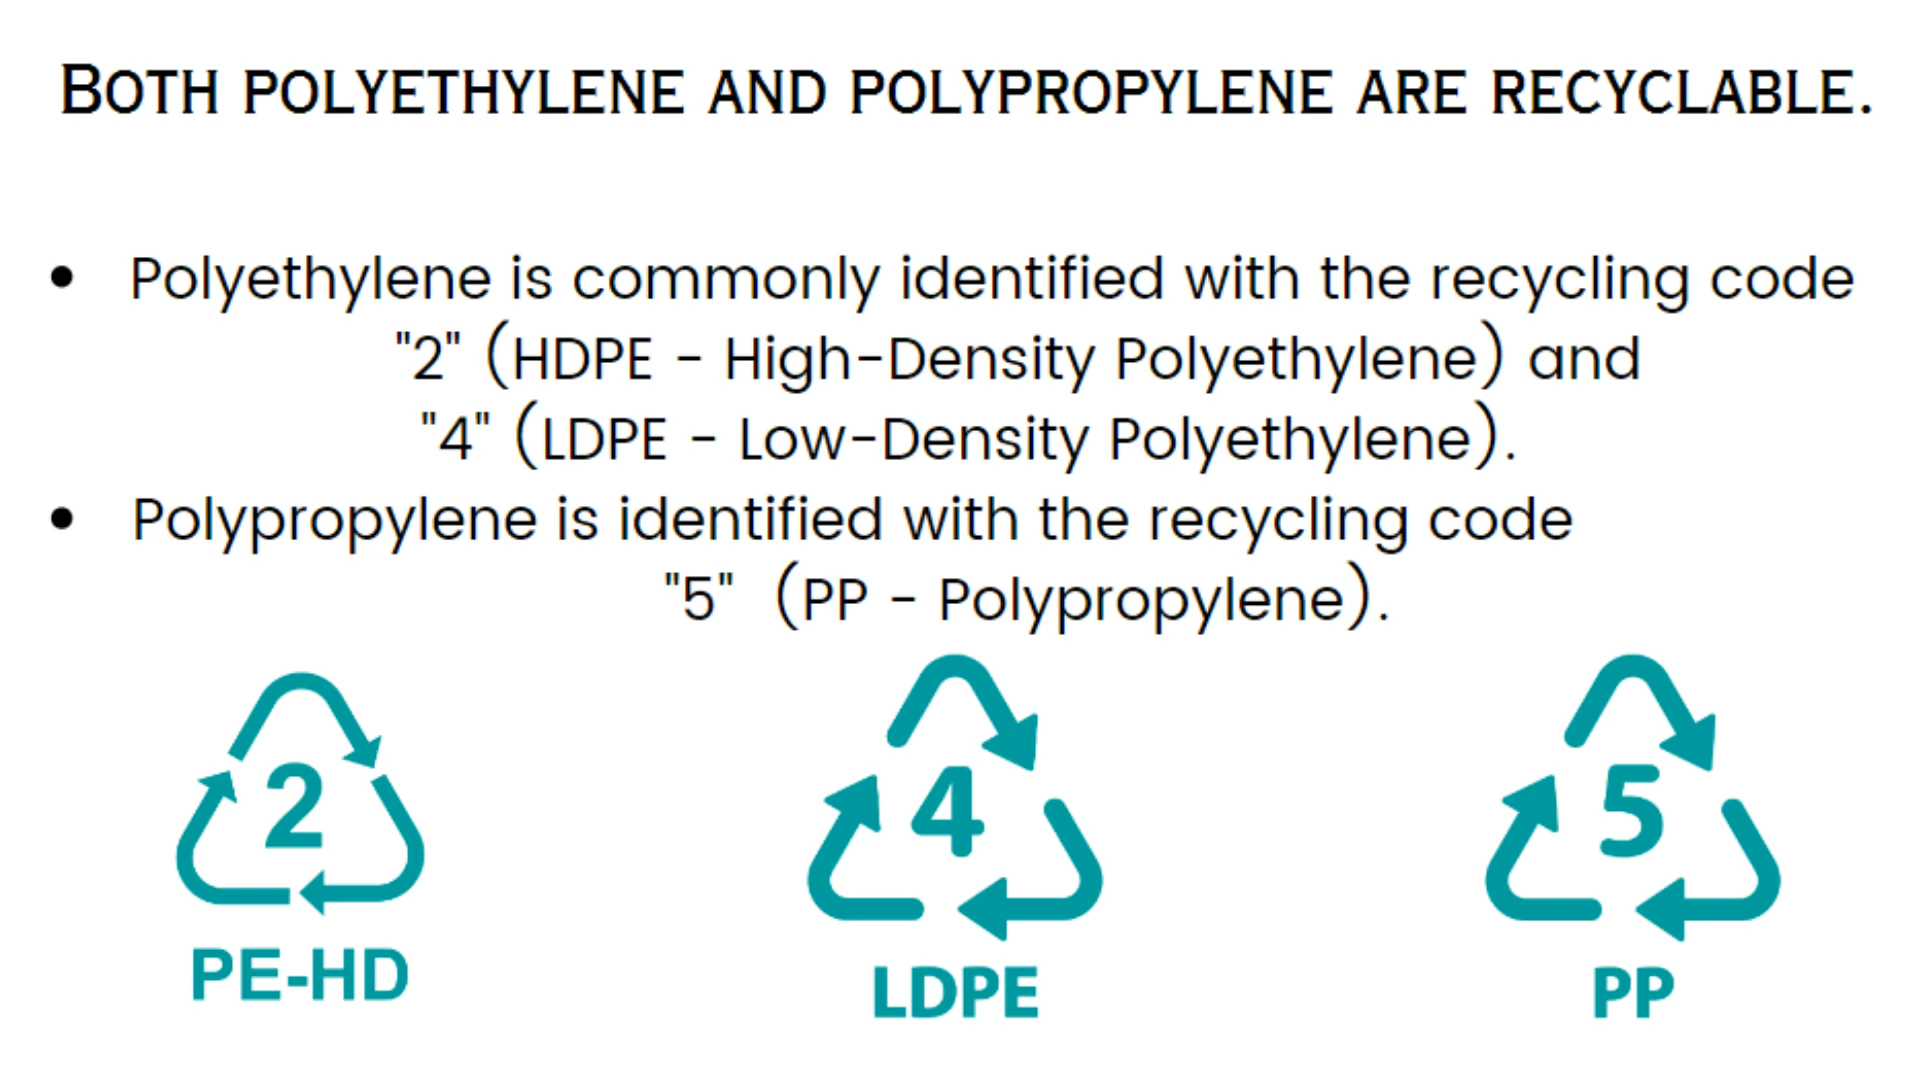 BOTH POLYETHYLENE AND POLYPROPYLENE ARE RECYCLABLE.
• Polyethylene is commonly identified with the recycling code
"2" (HDPE - High-Density Polyethylene) and
"4" (LDPE - Low-Density Polyethylene).
• Polypropylene is identified with the recycling code
"5" (PP - Polypropylene).
2
PE-HD
4
LDPE
5
PP